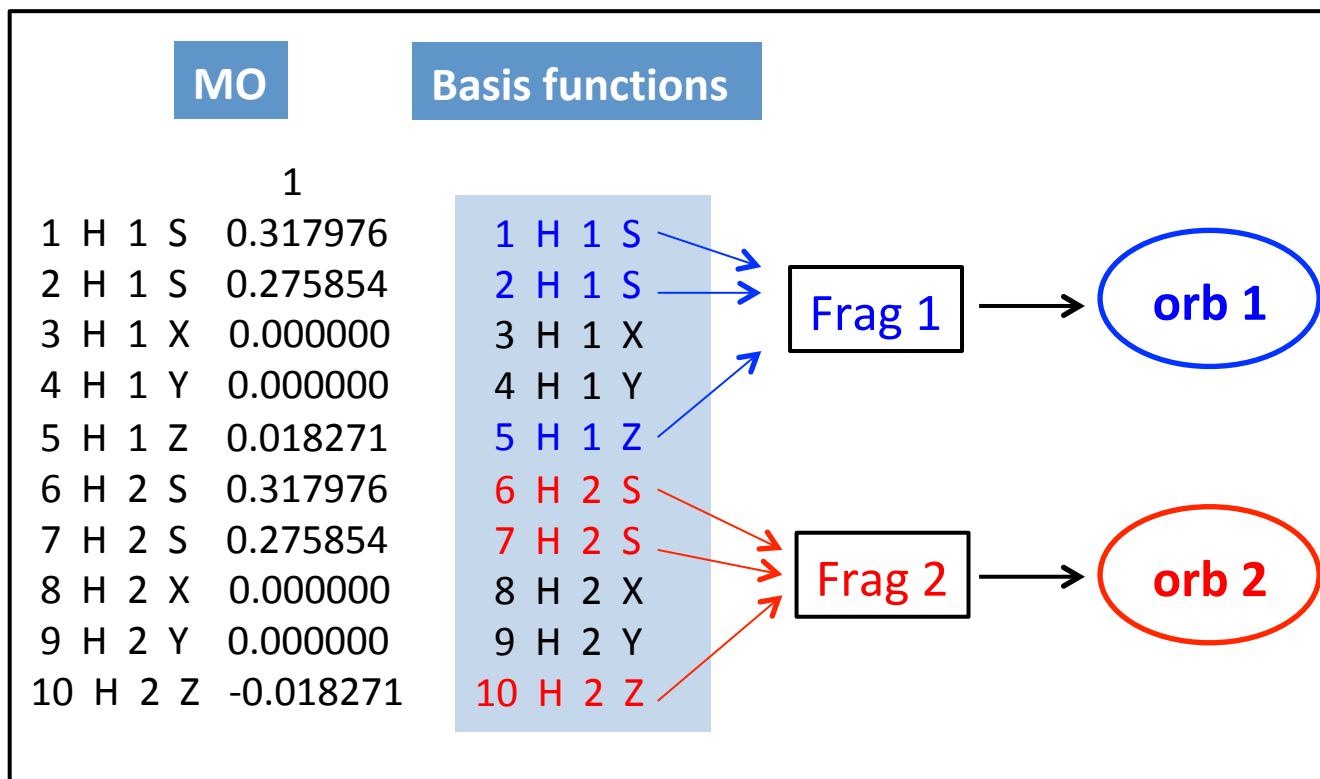 MO
Basis functions
1
1 H 1 S 0.317976
2 H 1 S 0.275854
3 H 1 X 0.000000
4 H 1 Y 0.000000
5 H 1 Z 0.018271
6 H 2 S 0.317976
7 H 2 S 0.275854
8 H 2 X 0.000000
9 H 2 Y 0.000000
10 H 2 Z -0.018271
1 H 1 S
2 H 1 S
3 H 1 X
4 H 1 Y
5 H 1 Z
6 H 2 S
7 H 2 S
8 H 2 X
9 H 2 Y
10 H 2 Z
Frag 1
orb 1
Frag 2
orb 2